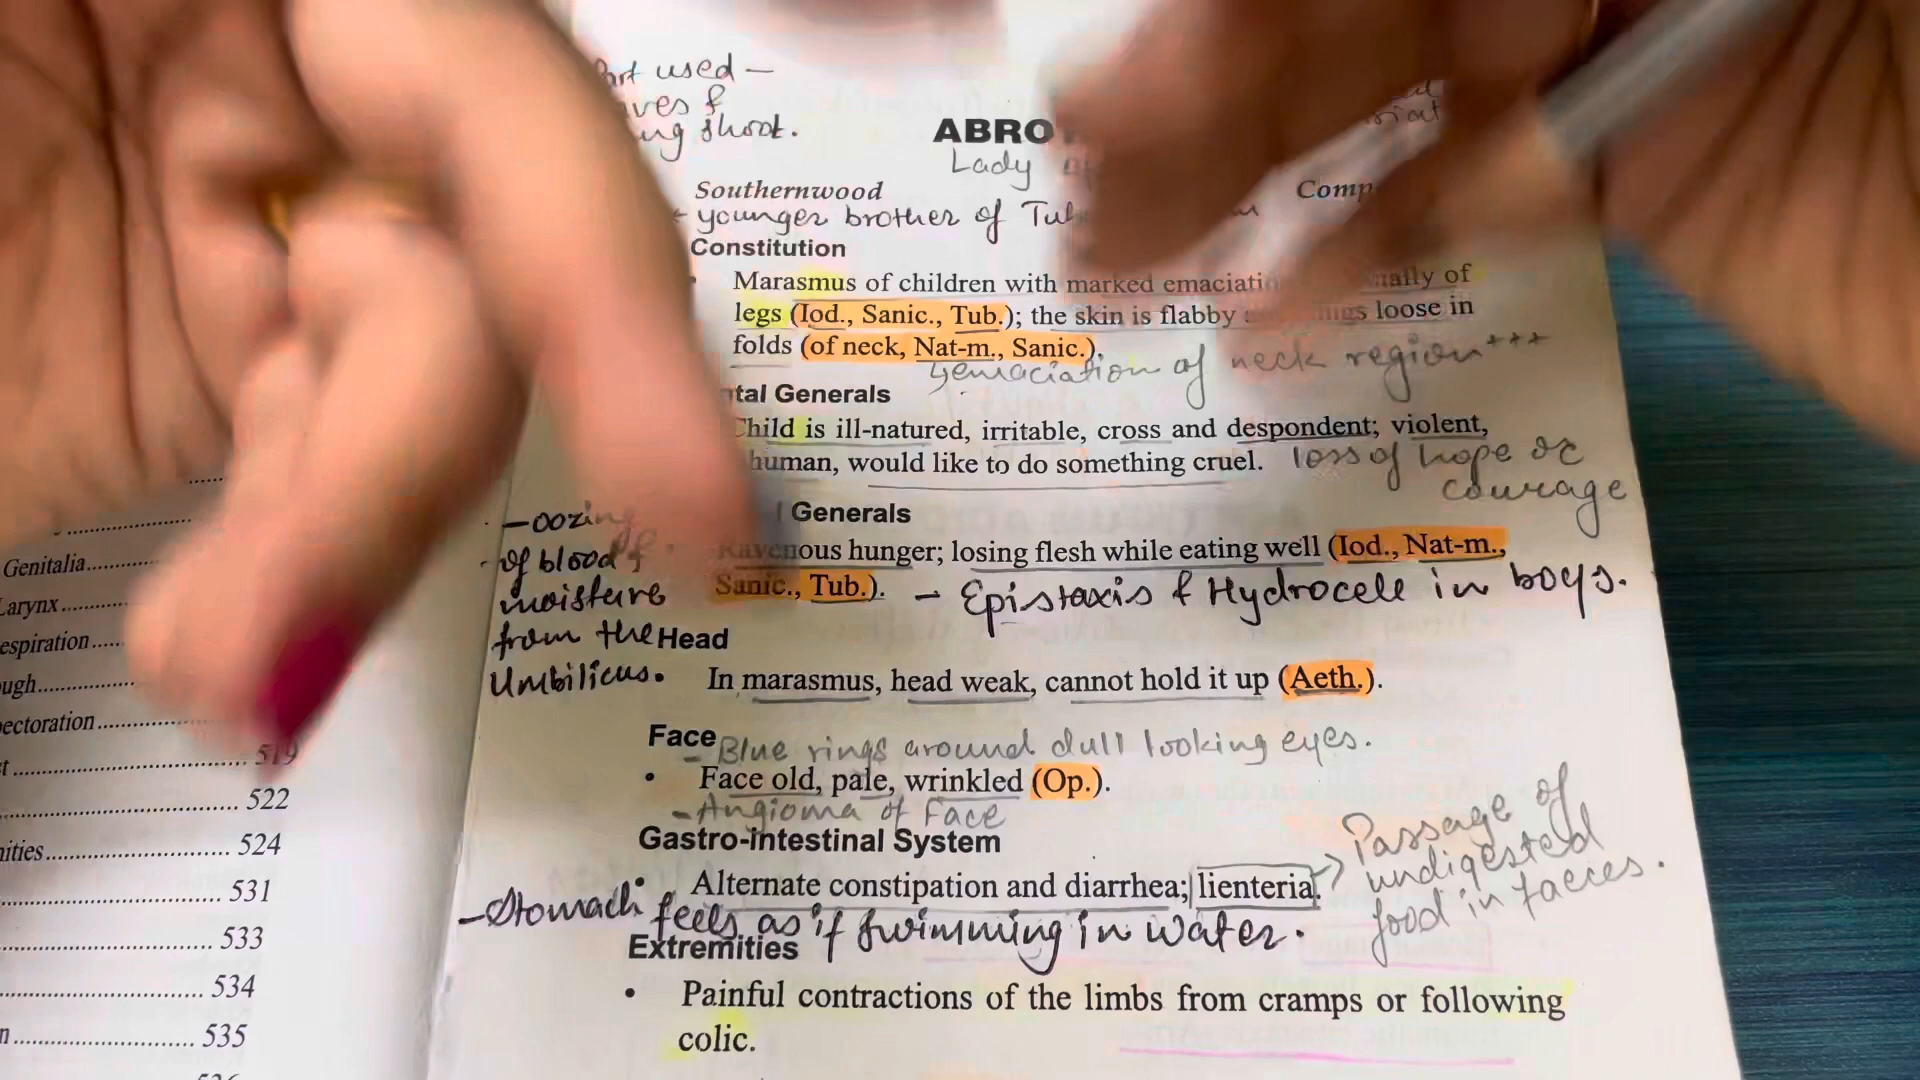 used —
shoot.
ABRO
Lady
Southernwood
Comp
younger brother of Tub
Constitution
Marasmus of children with marked emaciati
of
legs (Iod., Sanic., Tub.); the skin is flabby
loose in
folds (of neck, Nat-m., Sanic.).
emaciation of neck region+++
tal Generals
Child is ill-natured, irritable, cross and despondent; violent,
human, would like to do something cruel.
loss of hope or
courage
Generals
Ravenous hunger; losing flesh while eating well (Iod., Nat-m.,
Sanic., Tub.).
– Epistaxis & Hydrocele in boys.
– oozing
of blood &
moisture
from the
Umbilicus.
Head
In marasmus, head weak, cannot hold it up (Aeth.).
Face
– Blue rings around dull looking eyes.
• Face old, pale, wrinkled (Op.).
– Angioma of Face
Gastro-intestinal System
• Alternate constipation and diarrhea; lienteria.
Passage of
undigested
food in faeces.
– Stomach feels as if swimming in water.
Extremities
• Painful contractions of the limbs from cramps or following
colic.
Genitalia
Larynx
espiration
ugh
pectoration
519
522
ities 524
531
533
534
535